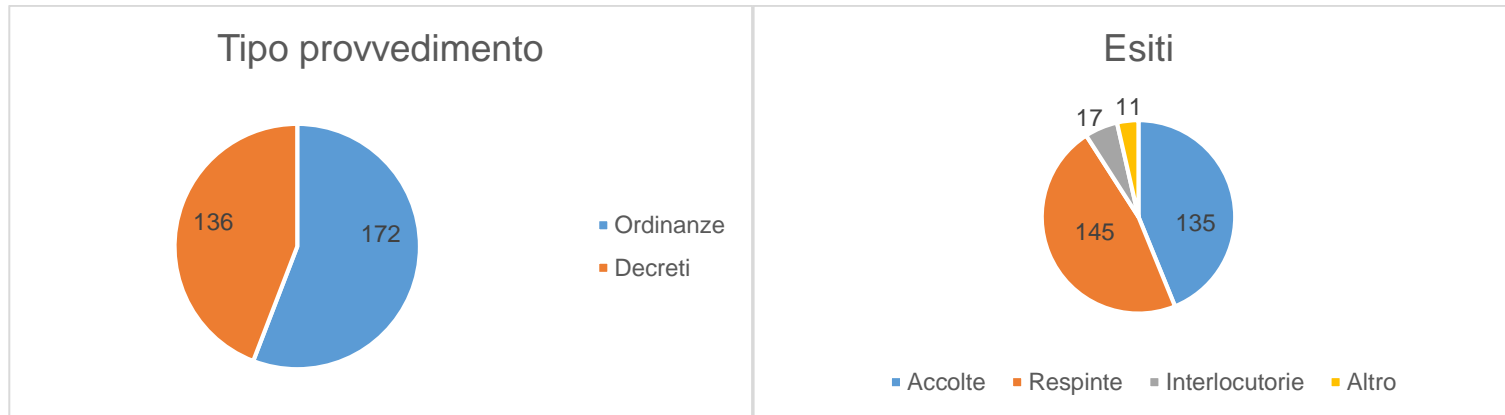 Tipo provvedimento
136
172
Ordinanze
Decreti
Esiti
17
11
145
135
Accolte Respinte Interlocutorie Altro